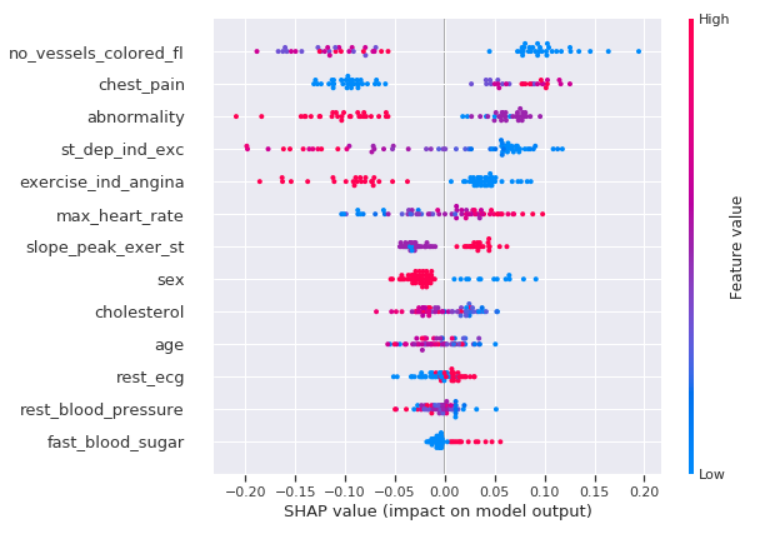 High
no_vessels_colored_fl
chest_pain
abnormality
st_dep_ind_exc
exercise_ind_angina
max_heart_rate
slope_peak_exer_st
sex
cholesterol
age
rest_ecg
rest_blood_pressure
fast_blood_sugar
Feature value
Low
−0.20 −0.15 −0.10 −0.05 0.00 0.05 0.10 0.15 0.20
SHAP value (impact on model output)